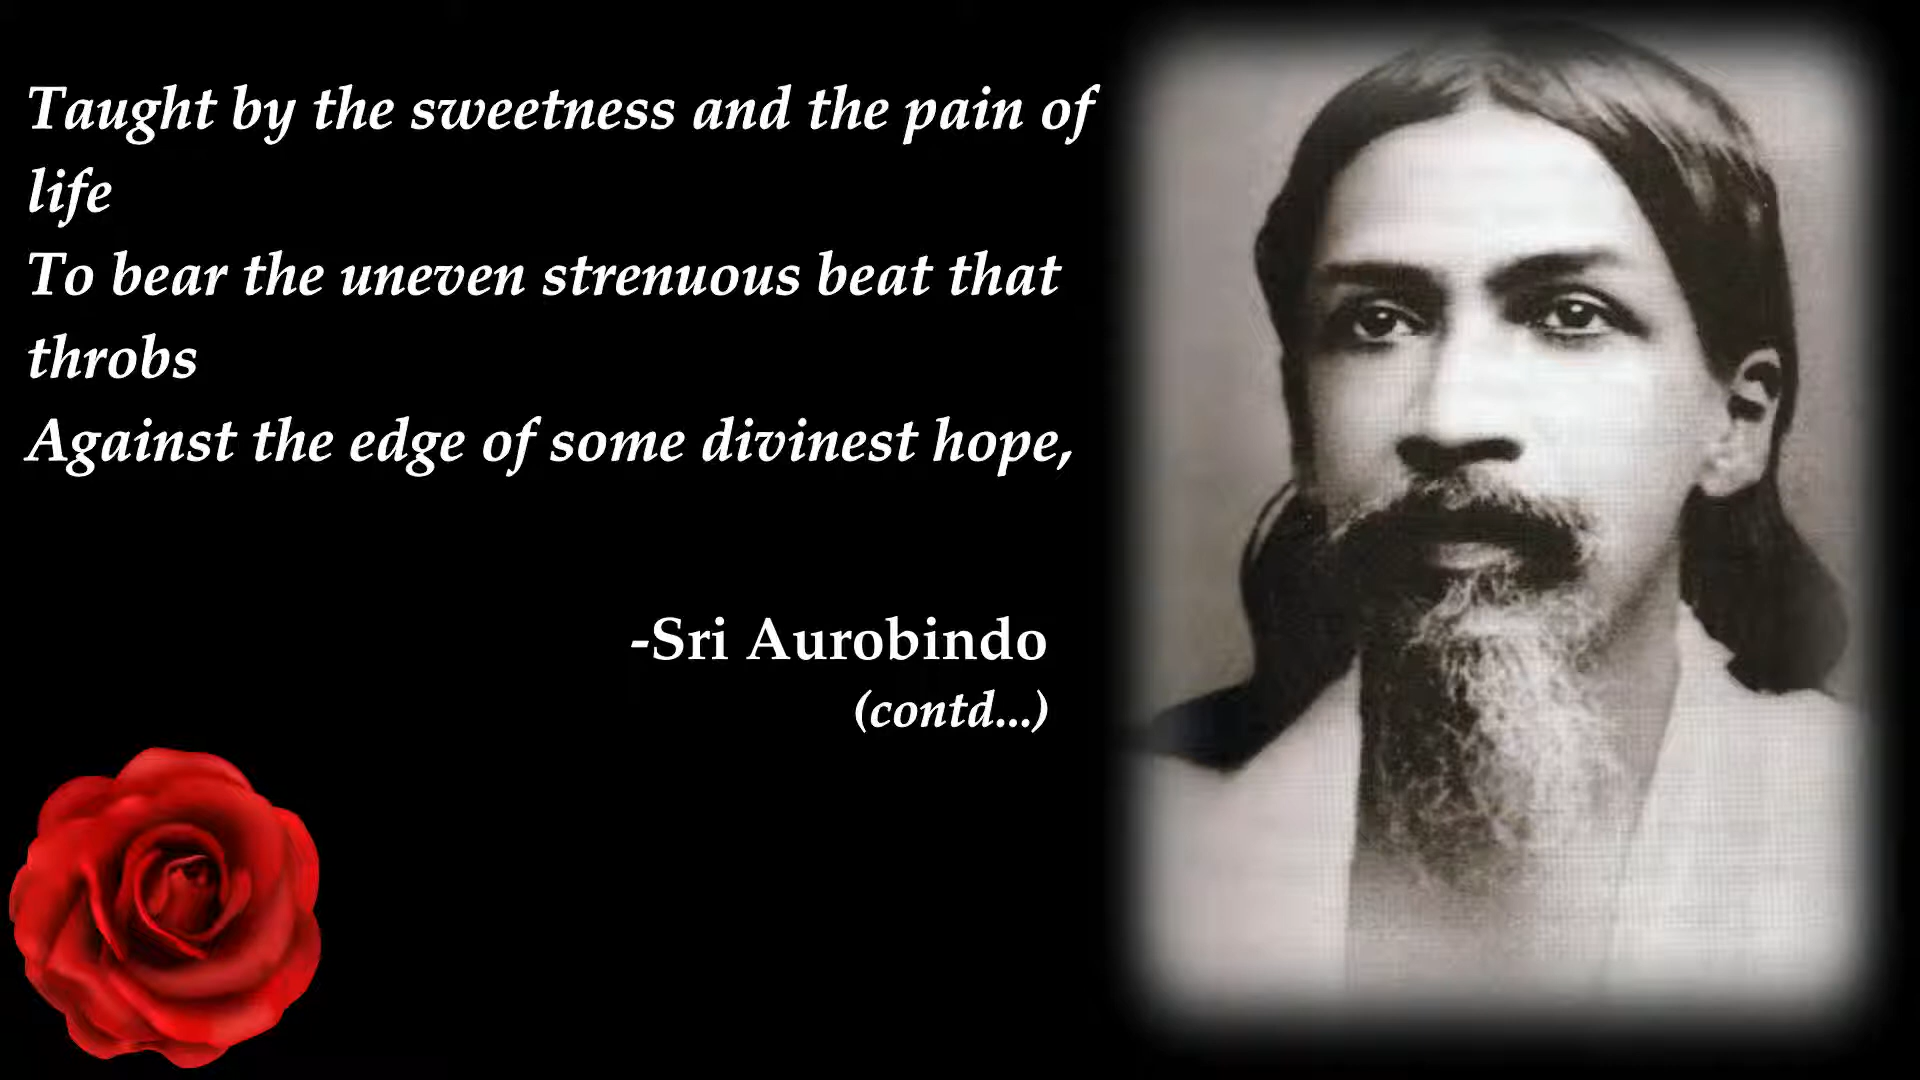 Taught by the sweetness and the pain of
life
To bear the uneven strenuous beat that
throbs
Against the edge of some divinest hope,
-Sri Aurobindo
(contd...)